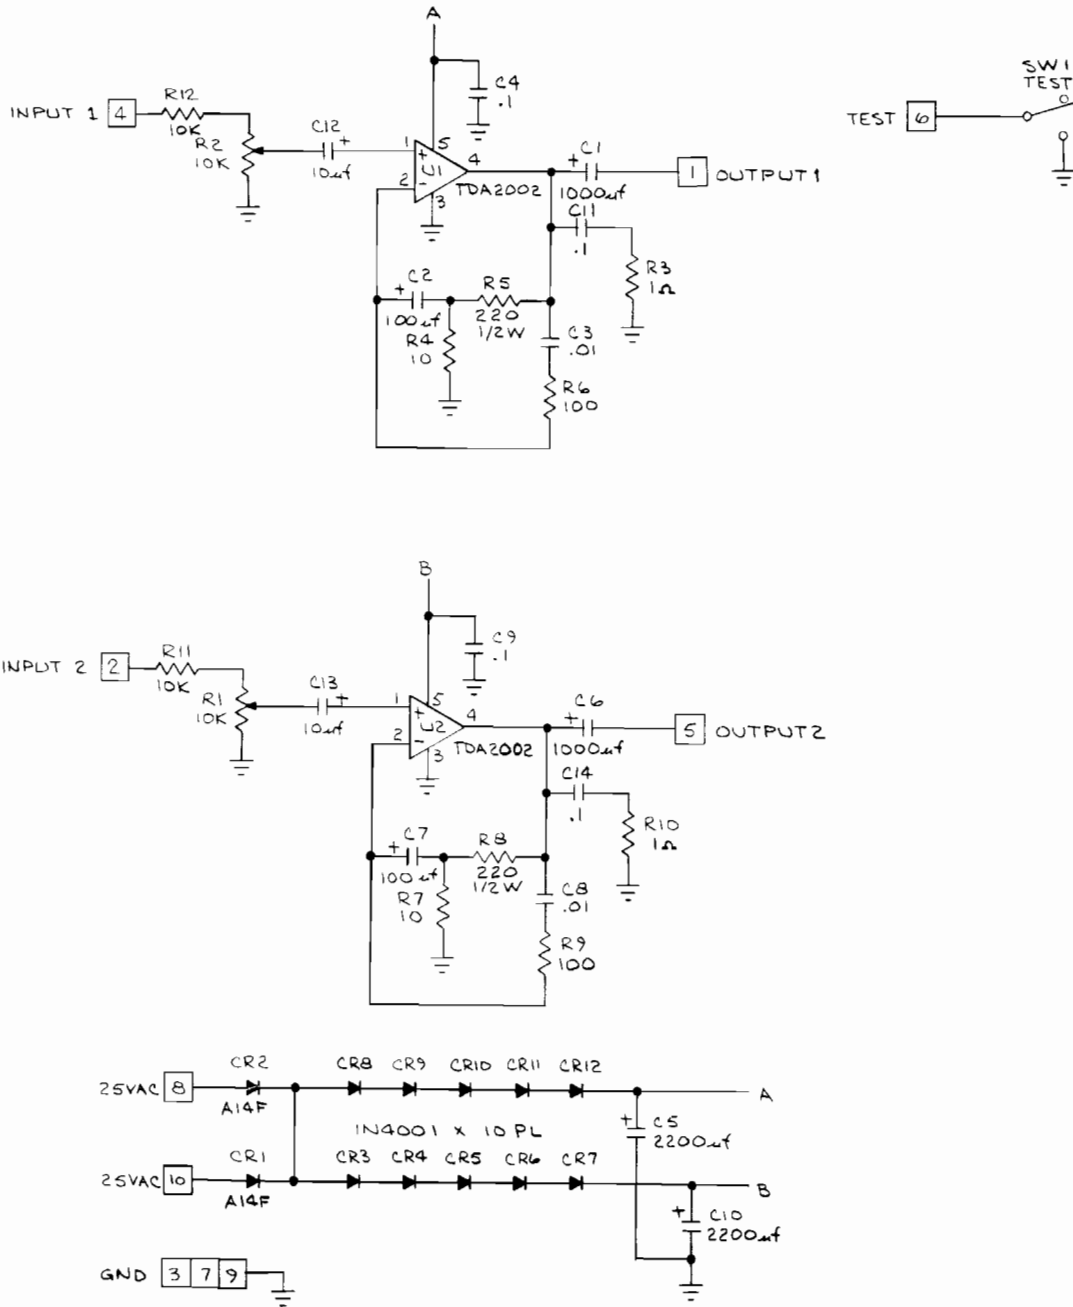 A
C4
.1
SW1
TEST
INPUT 1 4
R12
10K
R2
10K
C12
+
10uf
1
5
+
U1
4
2
-
3
TDA2002
+
C1
1000uf
1 OUTPUT1
TEST 6
C11
.1
R3
1Ω
C2
+
100uf
R5
220
1/2W
R4
10
C3
.01
R6
100
B
C9
.1
INPUT 2 2
R11
10K
R1
10K
C13
+
10uf
1
5
+
U2
4
2
-
3
TDA2002
+
C6
1000uf
5 OUTPUT2
C14
.1
R10
1Ω
C7
+
100uf
R8
220
1/2W
R7
10
C8
.01
R9
100
CR2 CR8 CR9 CR10 CR11 CR12
25VAC 8 A
A14F
+ C5
2200uf
1N4001 x 10 PL
CR1 CR3 CR4 CR5 CR6 CR7
25VAC 10 B
A14F
+ C10
2200uf
GND 3 7 9